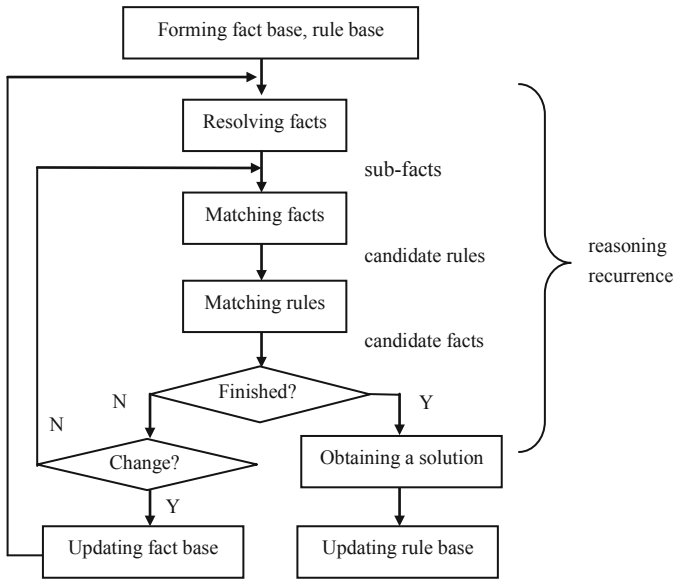 Forming fact base, rule base
Resolving facts
sub-facts
Matching facts
candidate rules
reasoning
recurrence
Matching rules
candidate facts
Finished?
N
Y
N
Change?
Obtaining a solution
Y
Updating fact base
Updating rule base